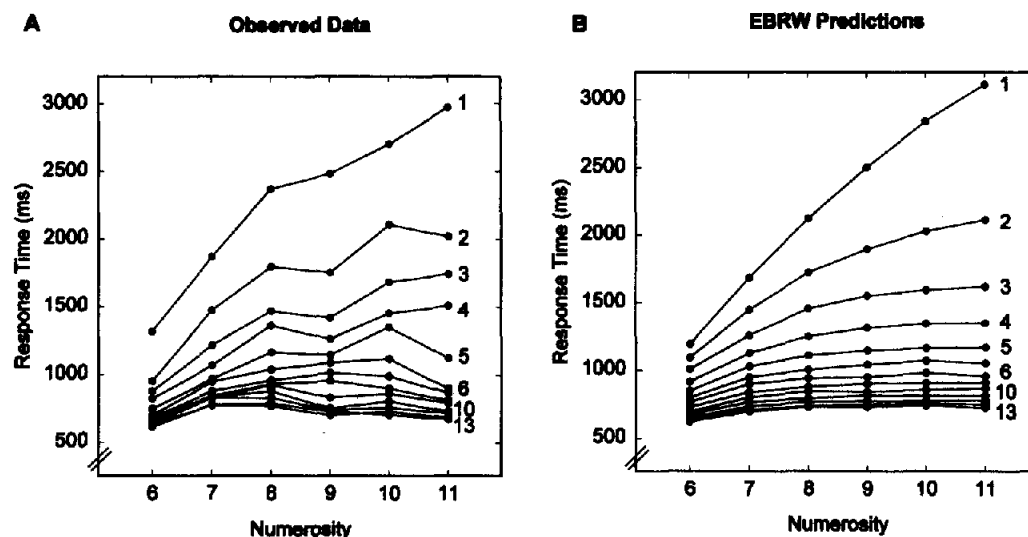 A
Observed Data
Response Time (ms)
3000
2500
2000
1500
1000
500
1
2
3
4
5
6
10
13
6 7 8 9 10 11
Numerosity
B
EBRW Predictions
Response Time (ms)
3000
2500
2000
1500
1000
500
1
2
3
4
5
6
10
13
6 7 8 9 10 11
Numerosity